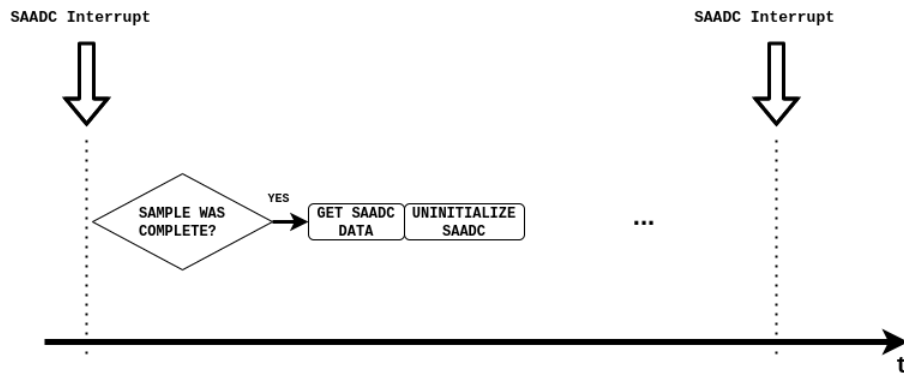 SAADC Interrupt
SAADC Interrupt
YES
SAMPLE WAS
COMPLETE?
GET SAADC
DATA
UNINITIALIZE
SAADC
...
t